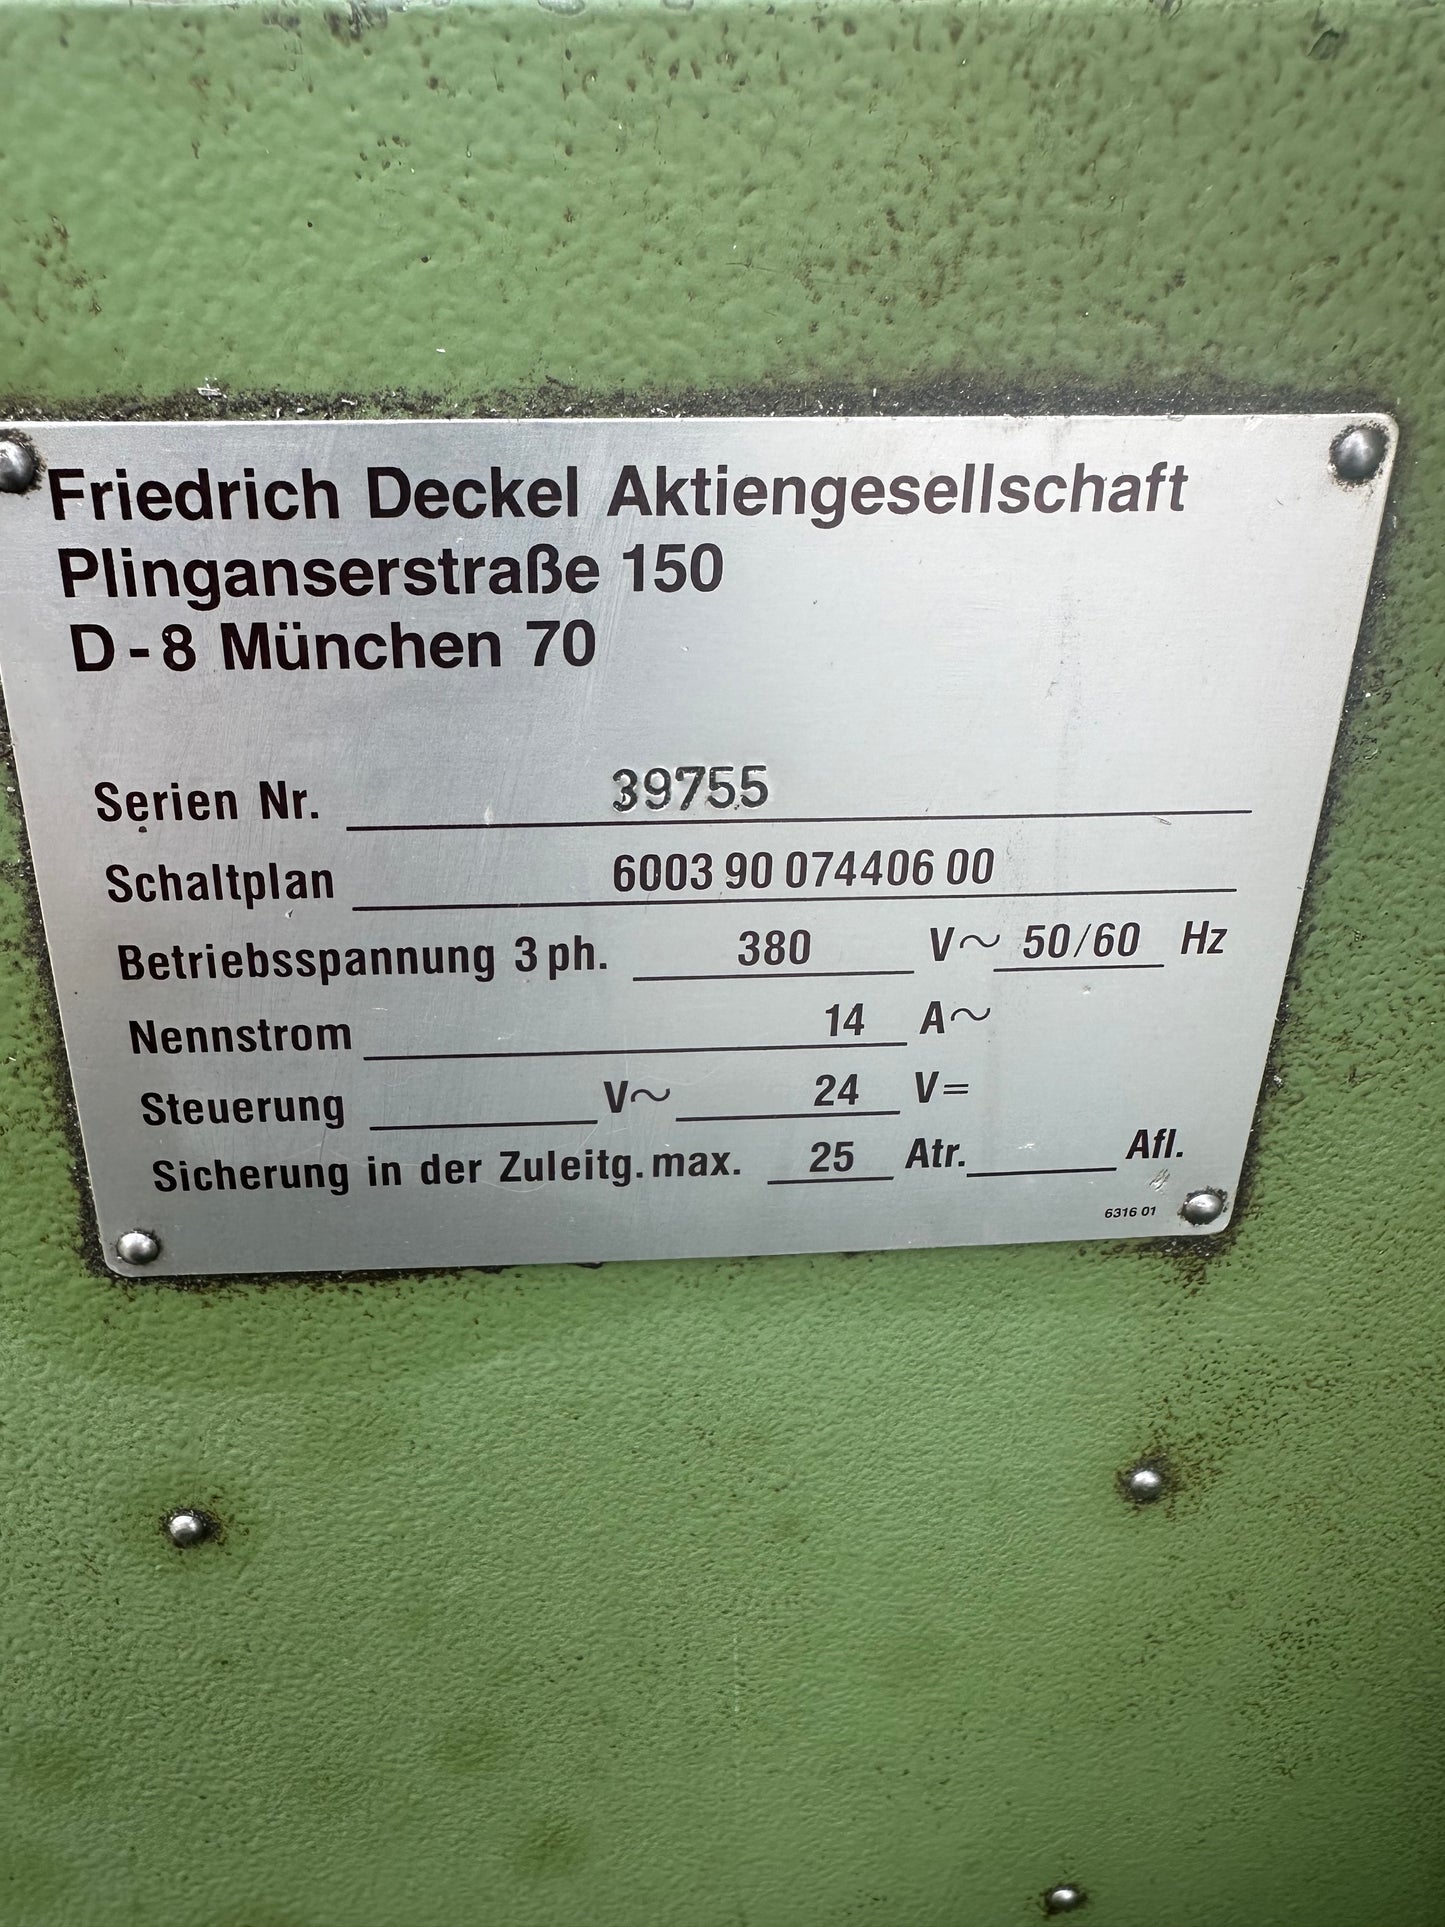 Friedrich Deckel Aktiengesellschaft
Plinganserstraße 150
D-8 München 70
Serien Nr. 39755
Schaltplan 6003 90 074406 00
Betriebsspannung 3 ph. 380 V~ 50/60 Hz
Nennstrom 14 A~
Steuerung V~ 24 V=
Sicherung in der Zuleitg. max. 25 Atr. Afl.
6316 01